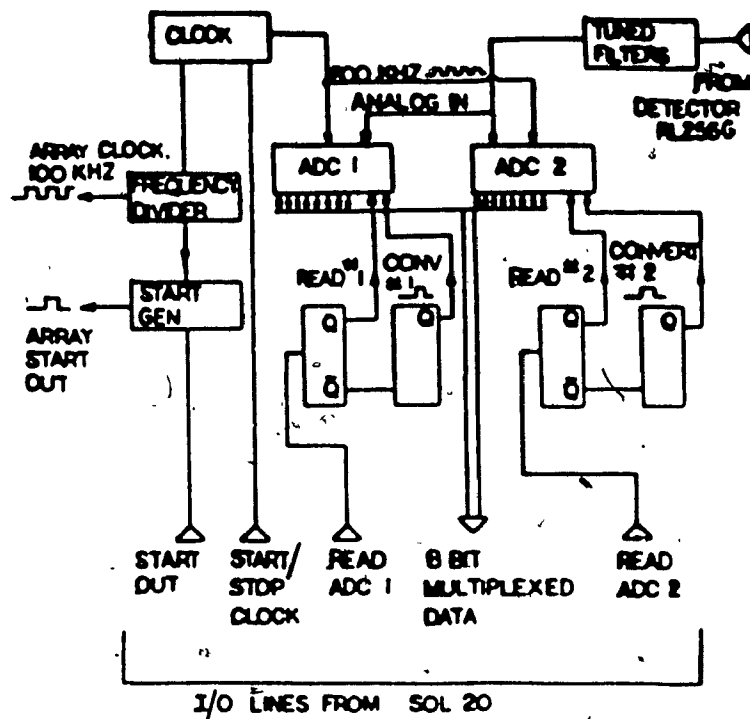 CLOCK
TUNED
FILTERS
KHZ
ANALOG IN
FROM
DETECTOR
RL256G
ARRAY CLOCK,
100 KHZ
FREQUENCY
DIVIDER
ADC 1
ADC 2
START
GEN
ARRAY
START
OUT
READ #1
CONV
#1
READ #2
CONVERT
#2
Q
Q
Q̅
Q
Q
Q̅
START
OUT
START/
STOP
CLOCK
READ
ADC 1
8 BIT
MULTIPLEXED
DATA
READ
ADC 2
I/O LINES FROM SOL 20